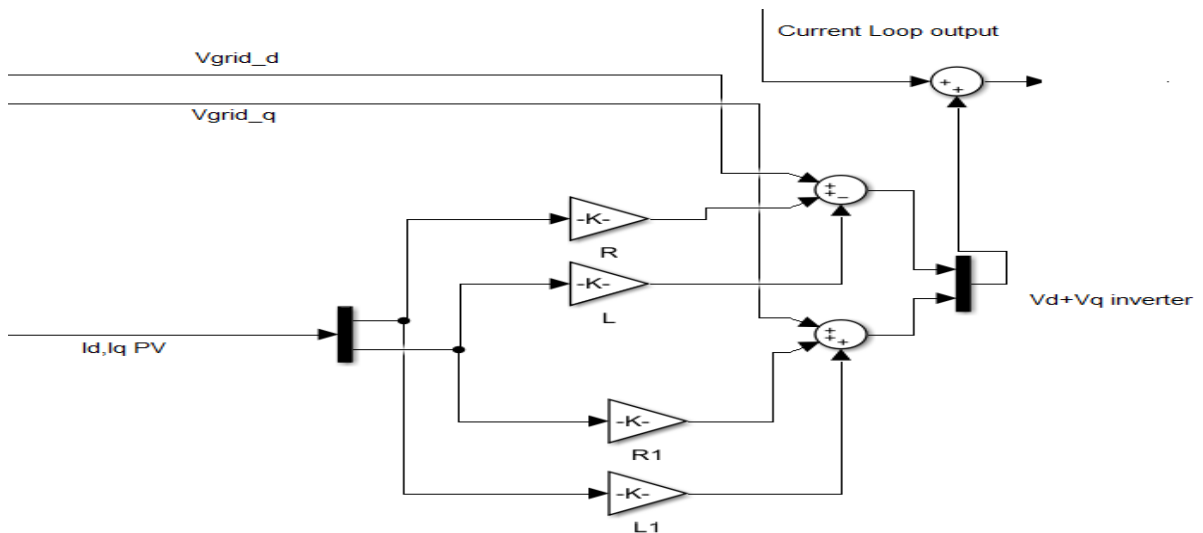 Current Loop output
Vgrid_d
+
+
Vgrid_q
+
+
−
-K-
R
-K-
L
Vd+Vq inverter
+
+
+
Id,Iq PV
-K-
R1
-K-
L1